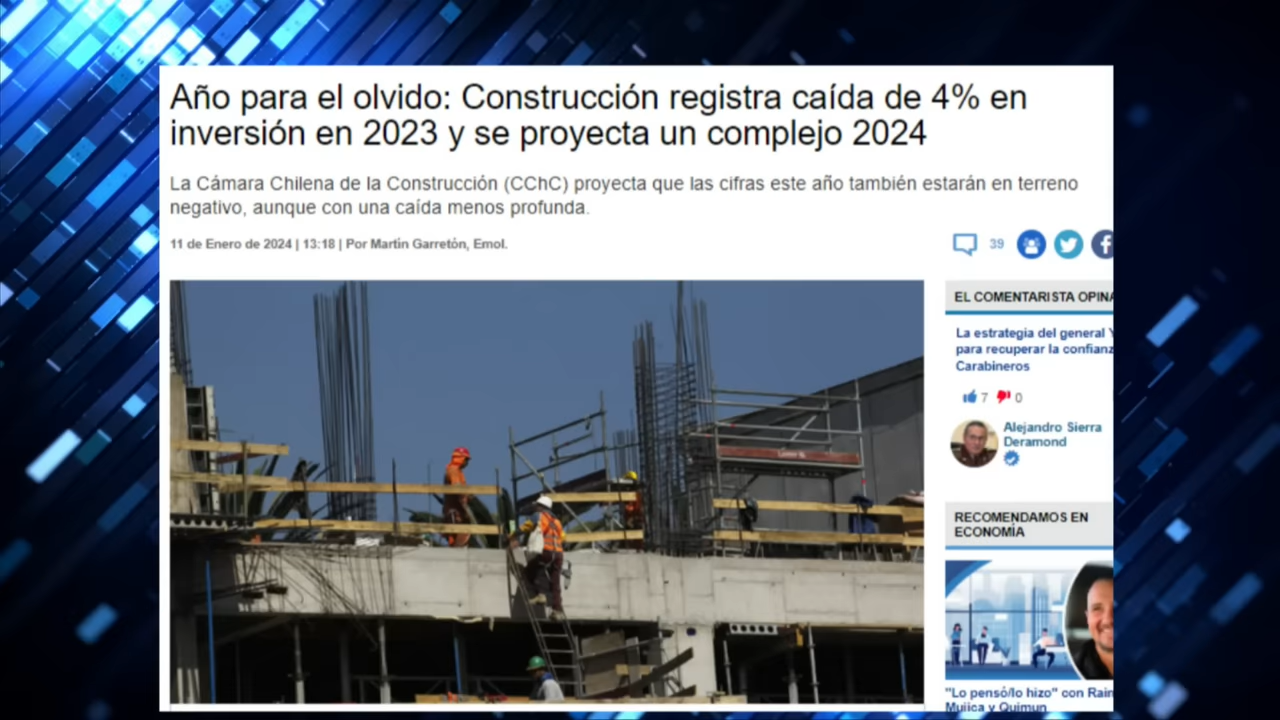 Año para el olvido: Construcción registra caída de 4% en
inversión en 2023 y se proyecta un complejo 2024
La Cámara Chilena de la Construcción (CChC) proyecta que las cifras este año también estarán en terreno
negativo, aunque con una caída menos profunda.
11 de Enero de 2024 | 13:18 | Por Martín Garretón, Emol.
39
EL COMENTARISTA OPINA
La estrategia del general Y
para recuperar la confianz
Carabineros
7 0
Alejandro Sierra
Deramond
RECOMENDAMOS EN
ECONOMÍA
"Lo pensó/lo hizo" con Rain
Mujica y Quimun